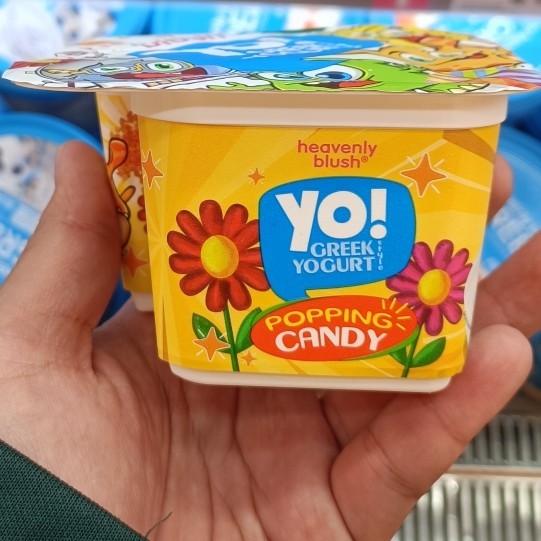 heavenly
blush®
YO!
GREEK
style
YOGURT
POPPING
CANDY